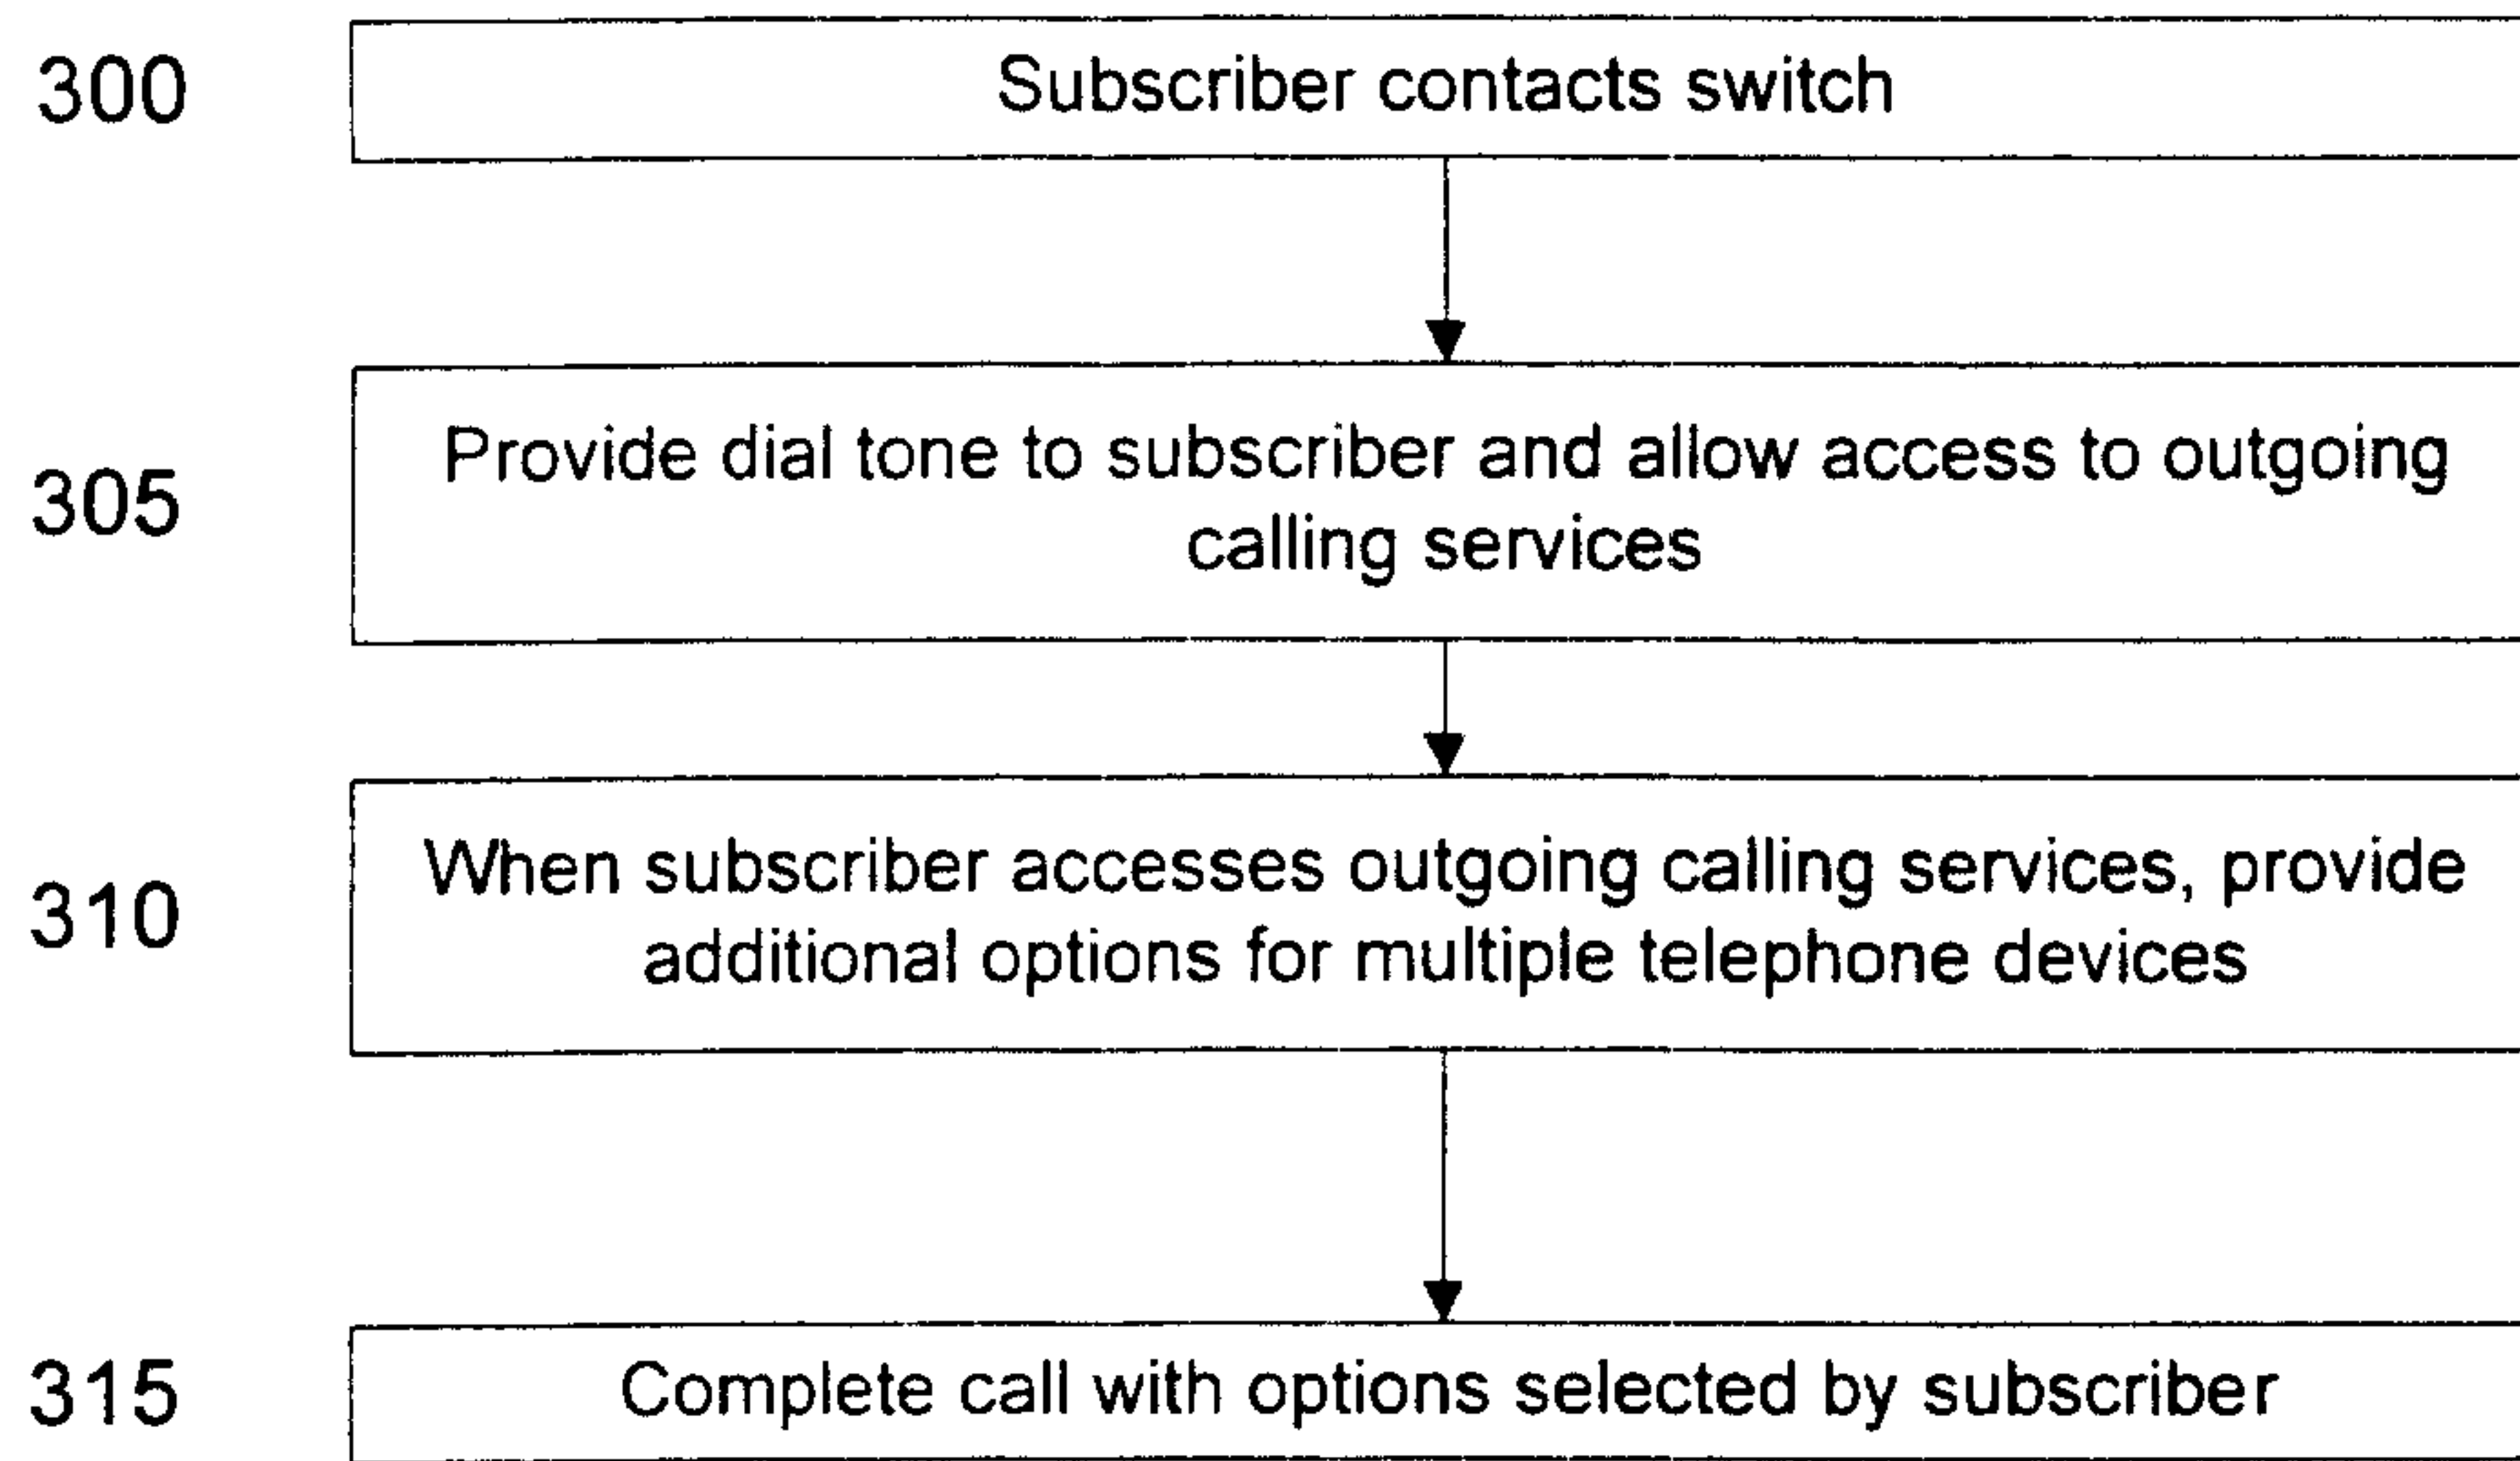 300
Subscriber contacts switch
305
Provide dial tone to subscriber and allow access to outgoing
calling services
310
When subscriber accesses outgoing calling services, provide
additional options for multiple telephone devices
315
Complete call with options selected by subscriber